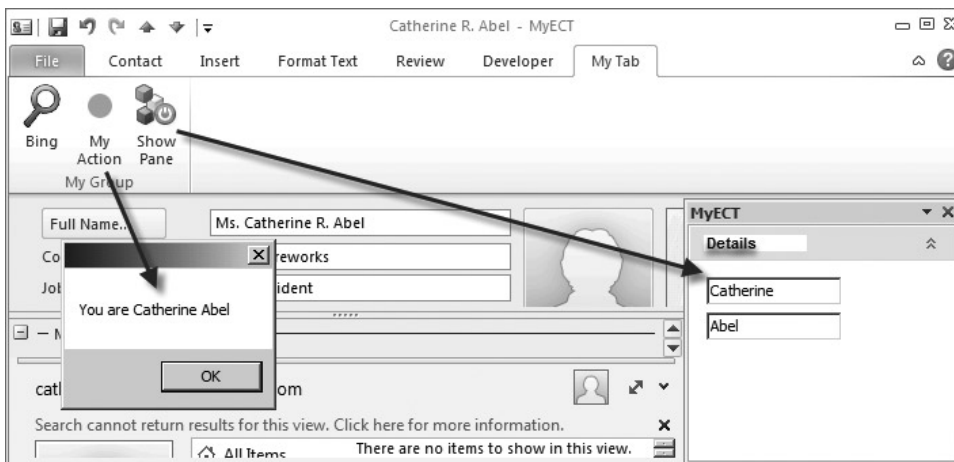 Catherine R. Abel - MyECT
File Contact Insert Format Text Review Developer My Tab
Bing My Action Show Pane
My Group
Full Name... Ms. Catherine R. Abel
Co reworks
Job ident
You are Catherine Abel
OK
MyECT
Details
Catherine
Abel
cat om
Search cannot return results for this view. Click here for more information.
All Items There are no items to show in this view.